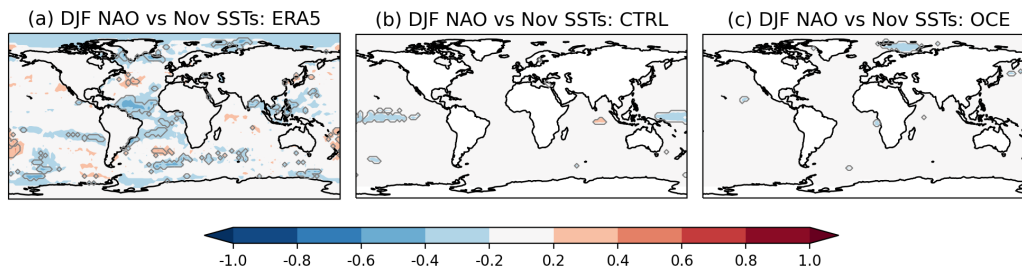 (a) DJF NAO vs Nov SSTs: ERA5
(b) DJF NAO vs Nov SSTs: CTRL
(c) DJF NAO vs Nov SSTs: OCE
-1.0 -0.8 -0.6 -0.4 -0.2 0.2 0.4 0.6 0.8 1.0